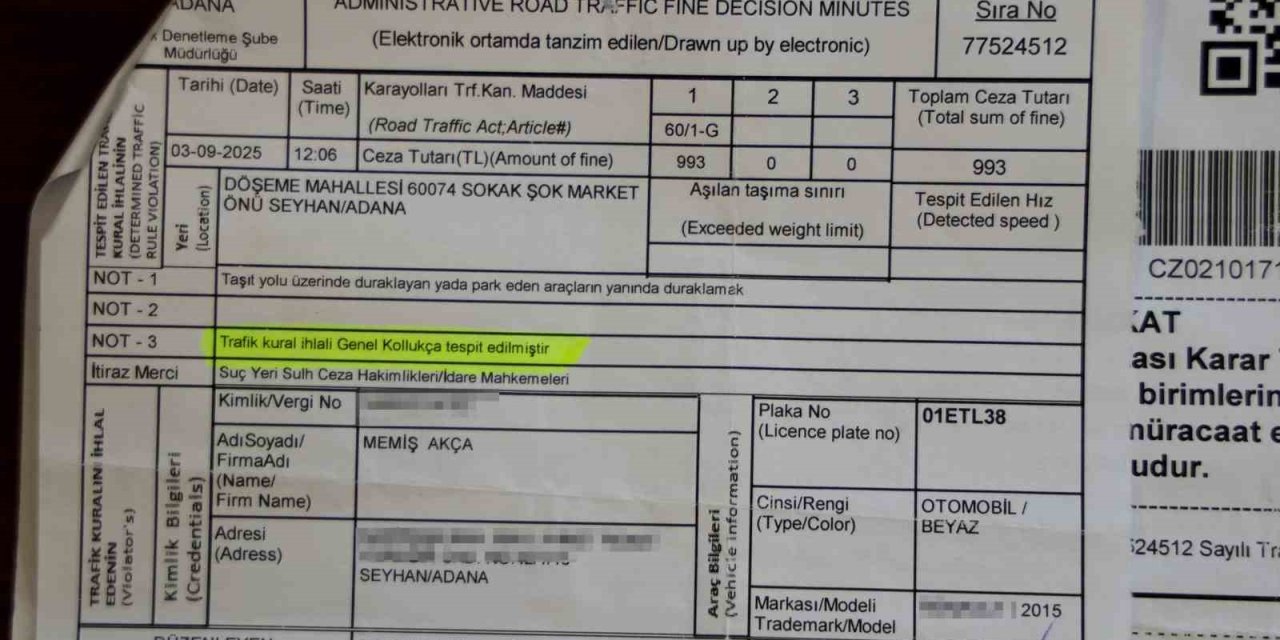 ADANA
ADMINISTRATIVE ROAD TRAFFIC FINE DECISION MINUTES
Sıra No
Denetleme Şube
Müdürlüğü
(Elektronik ortamda tanzim edilen/Drawn up by electronic)
77524512
TESPİT EDİLEN
KURAL İHLALİNİN
(DETERMINED TRAFFIC
RULE VIOLATION)
Tarihi (Date)
Saati
(Time)
Karayolları Trf.Kan. Maddesi
(Road Traffic Act;Article#)
1
2
3
Toplam Ceza Tutarı
(Total sum of fine)
60/1-G
03-09-2025
12:06
Ceza Tutarı(TL)(Amount of fine)
993
0
0
993
Yeri
(Location)
DÖŞEME MAHALLESİ 60074 SOKAK ŞOK MARKET
ÖNÜ SEYHAN/ADANA
Aşılan taşıma sınırı
(Exceeded weight limit)
Tespit Edilen Hız
(Detected speed )
NOT - 1
Taşıt yolu üzerinde duraklayan yada park eden araçların yanında duraklamak
NOT - 2
NOT - 3
Trafik kural ihlali Genel Kollukça tespit edilmiştir
İtiraz Merci
Suç Yeri Sulh Ceza Hakimlikleri/İdare Mahkemeleri
TRAFİK KURALINI İHLAL
EDENİN
(Violator's)
Kimlik Bilgileri
(Credentials)
Kimlik/Vergi No
AdıSoyadı/
FirmaAdı
(Name/
Firm Name)
MEMİŞ AKÇA
Adresi
(Address)
SEYHAN/ADANA
Araç Bilgileri
(Vehicle information)
Plaka No
(Licence plate no)
01ETL38
Cinsi/Rengi
(Type/Color)
OTOMOBİL /
BEYAZ
Markası/Modeli
Trademark/Model
| 2015
DÜZENLEYEN
CZ0210171
KAT
ası Karar
birimlerin
müracaat e
udur.
524512 Sayılı Tra